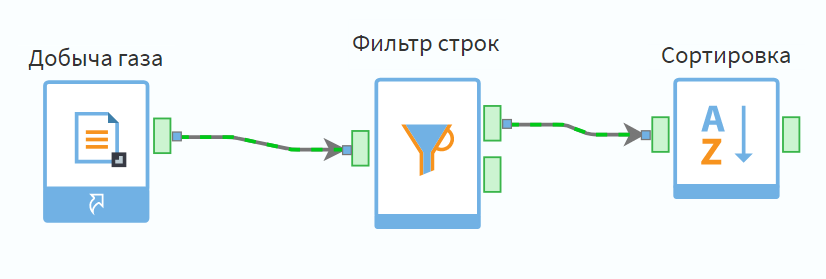 Добыча газа
Фильтр строк
Сортировка
A
Z